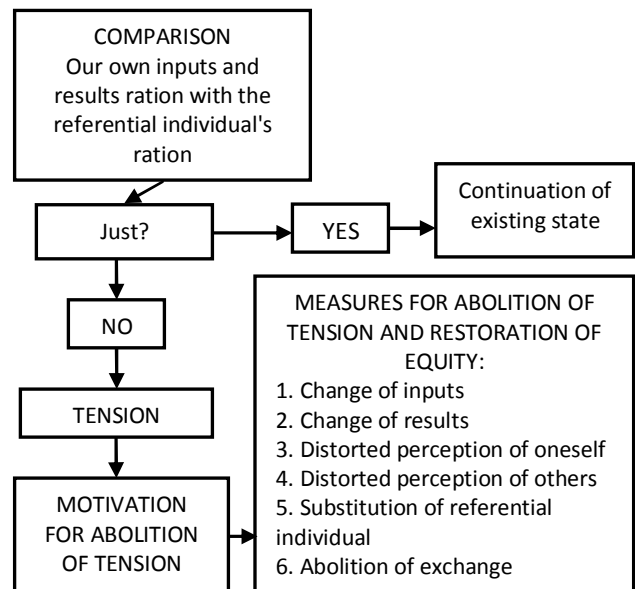 COMPARISON
Our own inputs and
results ration with the
referential individual's
ration
Just?
YES
Continuation of
existing state
NO
TENSION
MOTIVATION
FOR ABOLITION
OF TENSION
MEASURES FOR ABOLITION OF
TENSION AND RESTORATION OF
EQUITY:
1. Change of inputs
2. Change of results
3. Distorted perception of oneself
4. Distorted perception of others
5. Substitution of referential
individual
6. Abolition of exchange